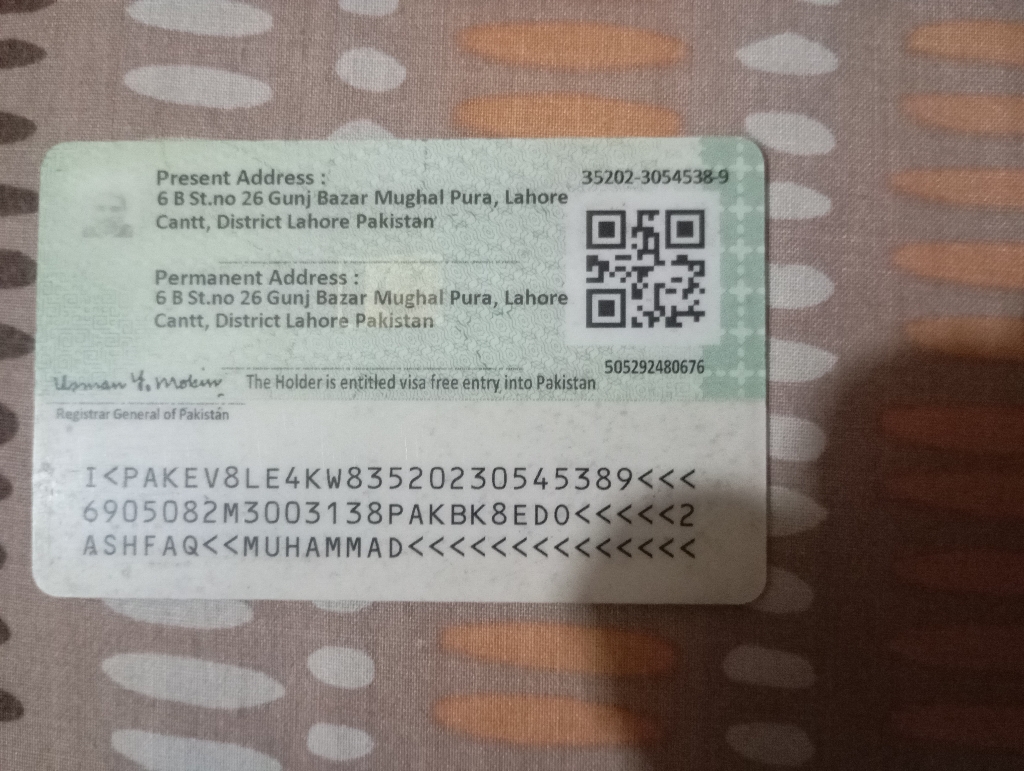 Present Address :
6 B St.no 26 Gunj Bazar Mughal Pura, Lahore
Cantt, District Lahore Pakistan
35202-3054538-9
Permanent Address :
6 B St.no 26 Gunj Bazar Mughal Pura, Lahore
Cantt, District Lahore Pakistan
505292480676
Usman Y. Mobin
The Holder is entitled visa free entry into Pakistan
Registrar General of Pakistan
I<PAKEV8LE4KW83520230545389<<<
6905082M3003138PAKBK8ED0<<<<<2
ASHFAQ<<MUHAMMAD<<<<<<<<<<<<<<